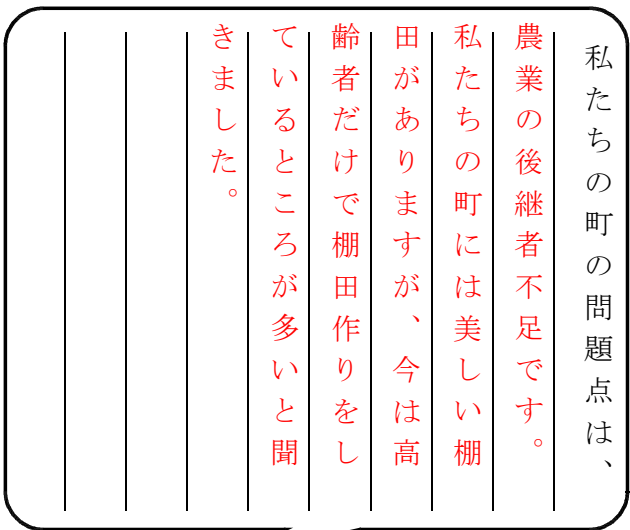 私たちの町の問題点は、
農業の後継者不足です。
私たちの町には美しい棚
田がありますが、今は高
齢者だけで棚田作りをし
ているところが多いと聞
きました。